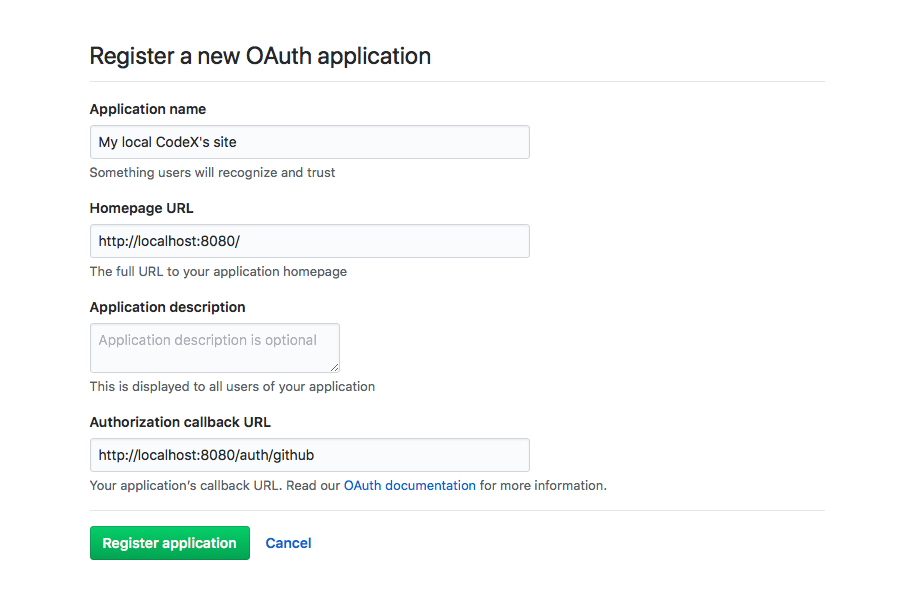 Register a new OAuth application
Application name
My local CodeX's site
Something users will recognize and trust
Homepage URL
http://localhost:8080/
The full URL to your application homepage
Application description
Application description is optional
This is displayed to all users of your application
Authorization callback URL
http://localhost:8080/auth/github
Your application’s callback URL. Read our OAuth documentation for more information.
Register application Cancel